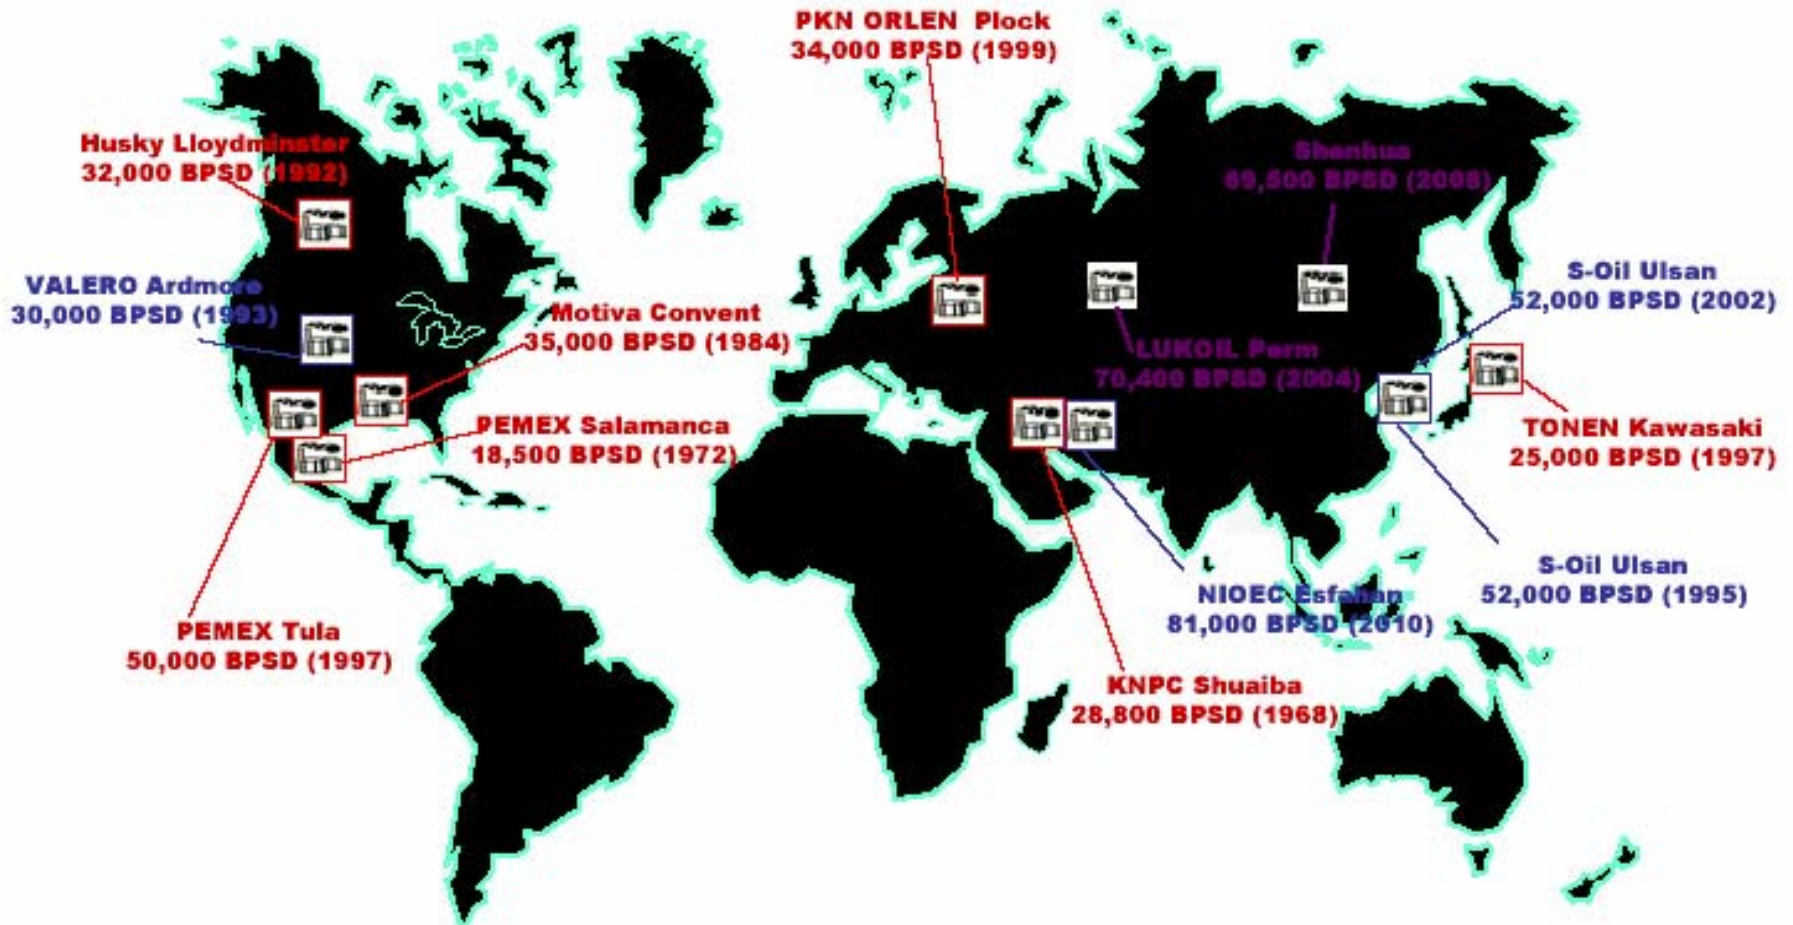 PKN ORLEN Plock
34,000 BPSD (1999)
Husky Lloydminster
32,000 BPSD (1992)
Shenhua
69,500 BPSD (2008)
VALERO Ardmore
30,000 BPSD (1993)
S-Oil Ulsan
52,000 BPSD (2002)
Motiva Convent
35,000 BPSD (1984)
LUKOIL Perm
70,400 BPSD (2004)
PEMEX Salamanca
18,500 BPSD (1972)
TONEN Kawasaki
25,000 BPSD (1997)
S-Oil Ulsan
52,000 BPSD (1995)
NIOEC Esfahan
81,000 BPSD (2010)
PEMEX Tula
50,000 BPSD (1997)
KNPC Shuaiba
28,800 BPSD (1968)